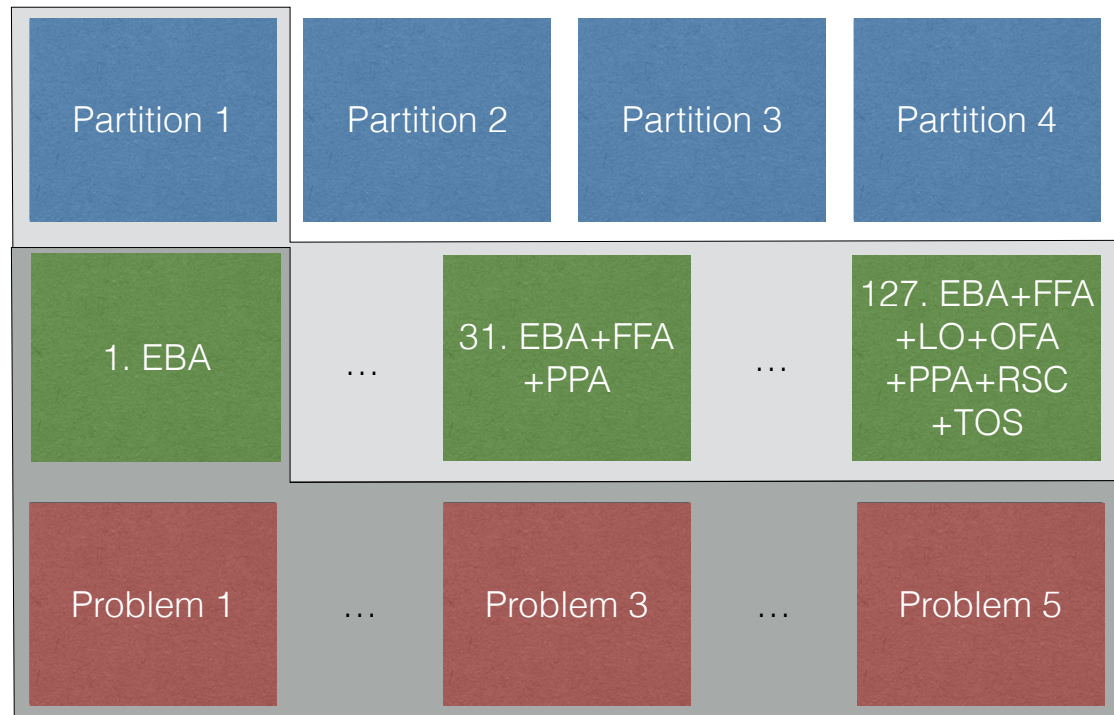 Partition 1
Partition 2
Partition 3
Partition 4
1. EBA
...
31. EBA+FFA
+PPA
...
127. EBA+FFA
+LO+OFA
+PPA+RSC
+TOS
Problem 1
...
Problem 3
...
Problem 5